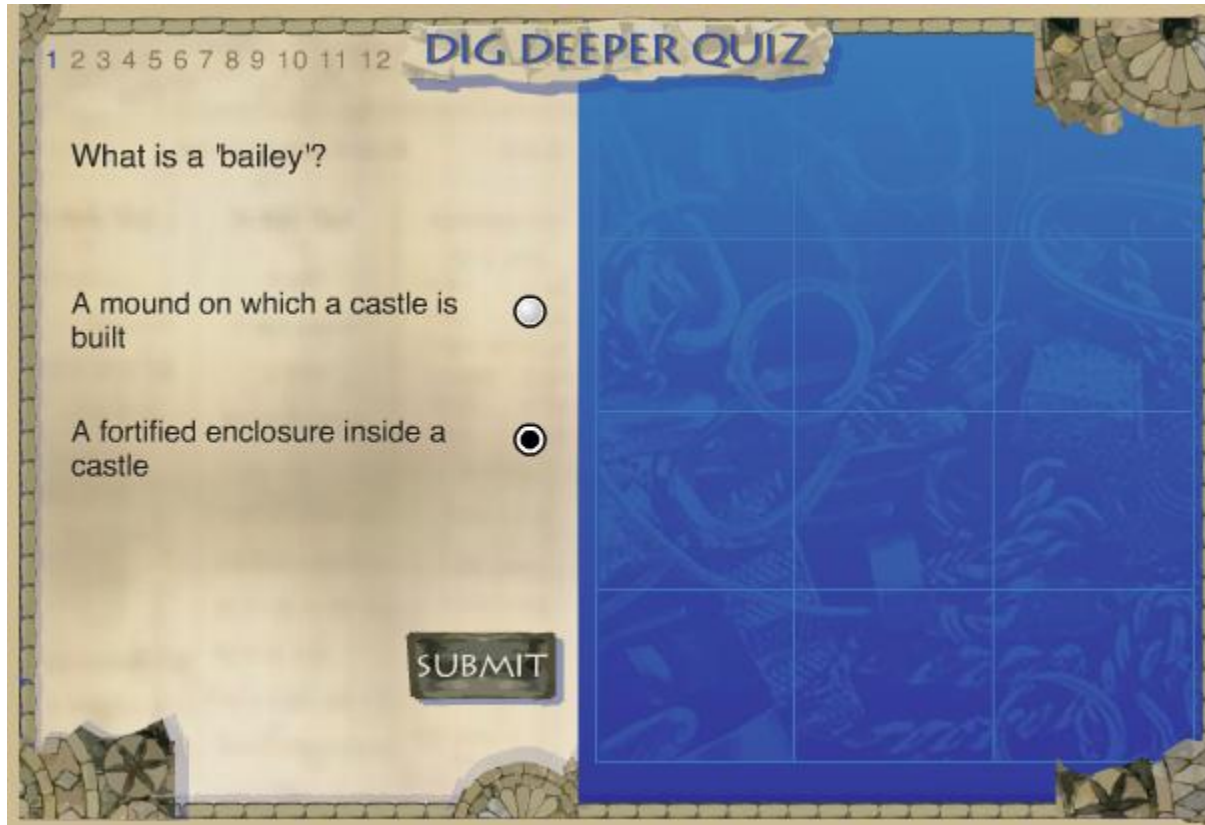 DIG DEEPER QUIZ
1 2 3 4 5 6 7 8 9 10 11 12
What is a 'bailey'?
A mound on which a castle is
built
A fortified enclosure inside a
castle
SUBMIT